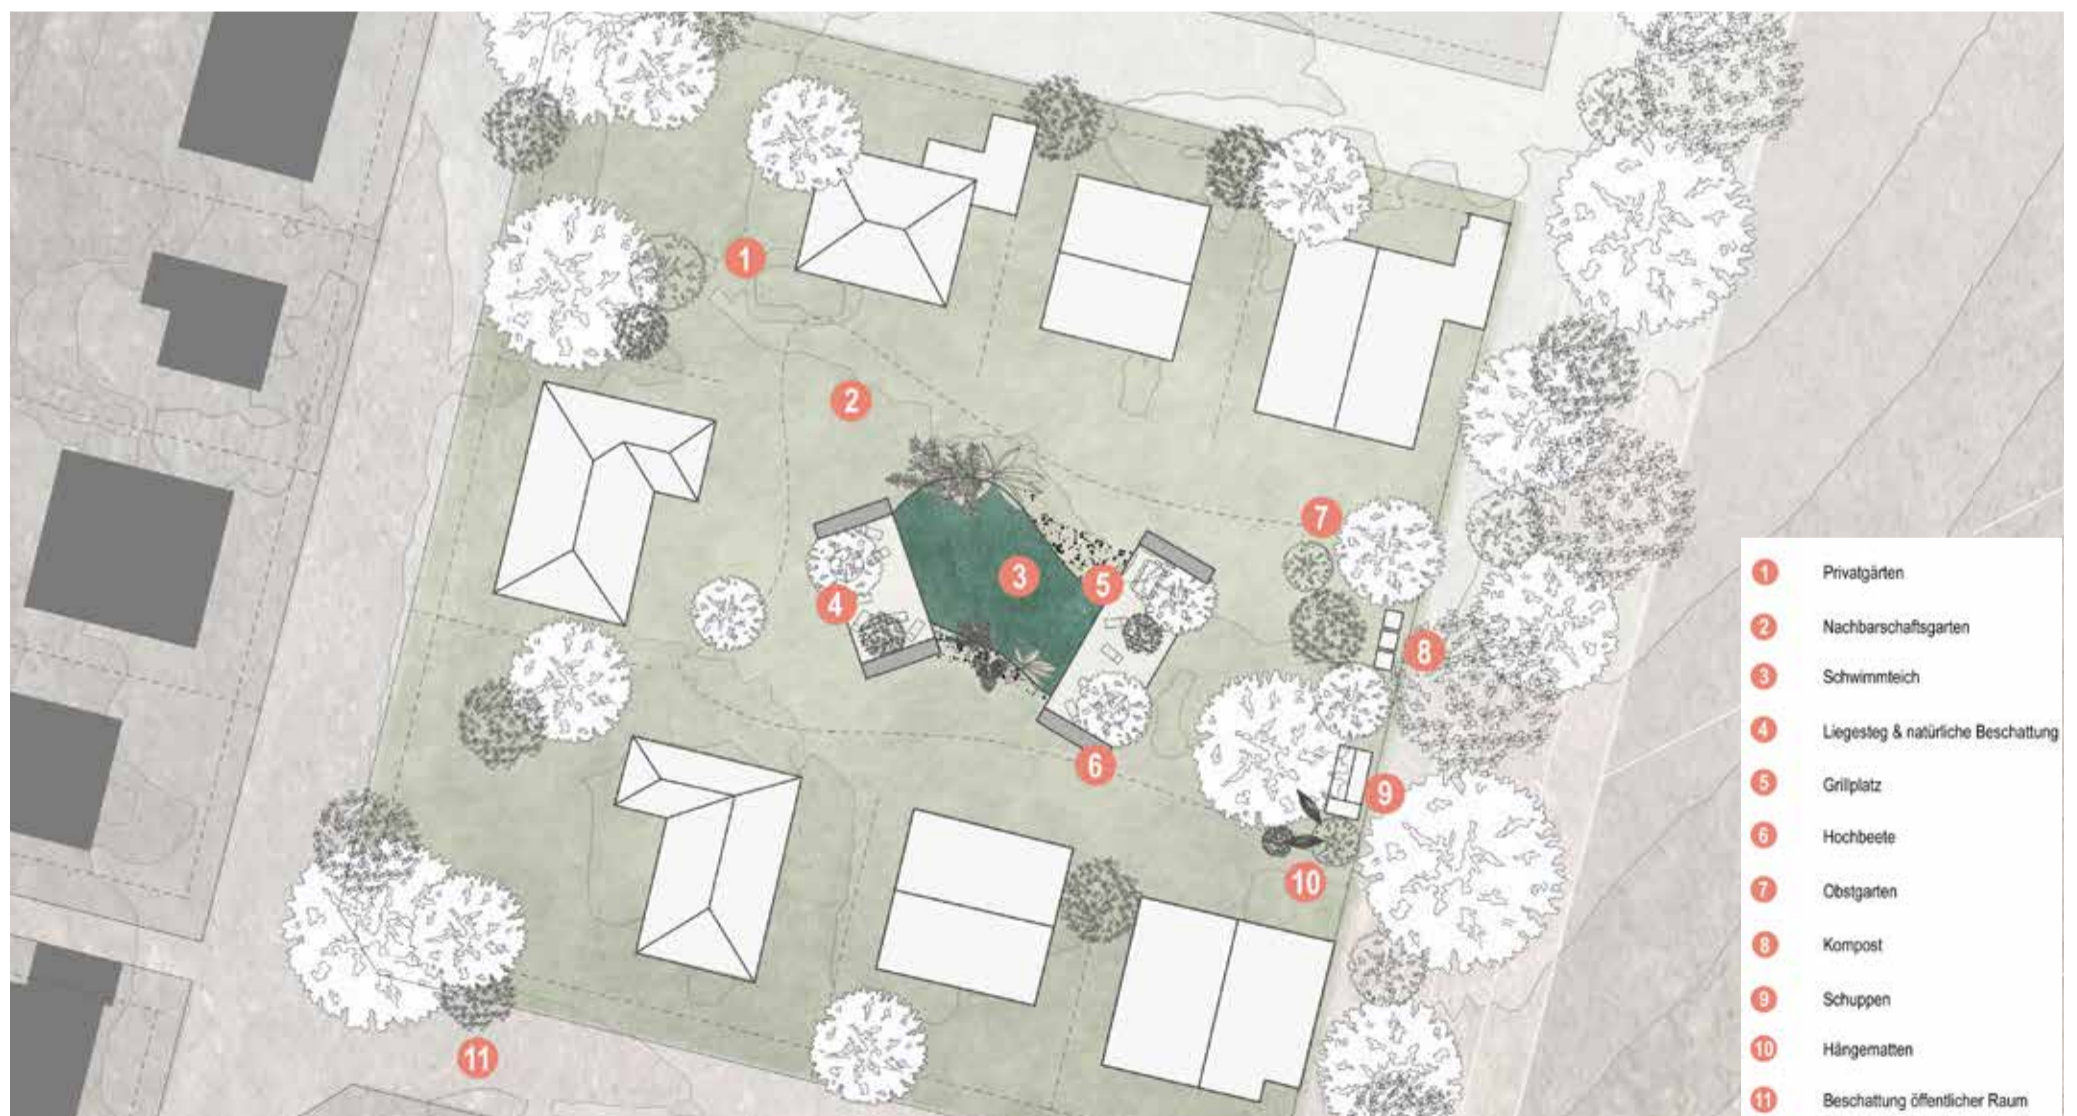 1
2
3
4
5
6
7
8
9
10
11
1 Privatgärten
2 Nachbarschaftsgarten
3 Schwimmteich
4 Liegesteg & natürliche Beschattung
5 Grillplatz
6 Hochbeete
7 Obstgarten
8 Kompost
9 Schuppen
10 Hängematten
11 Beschattung öffentlicher Raum